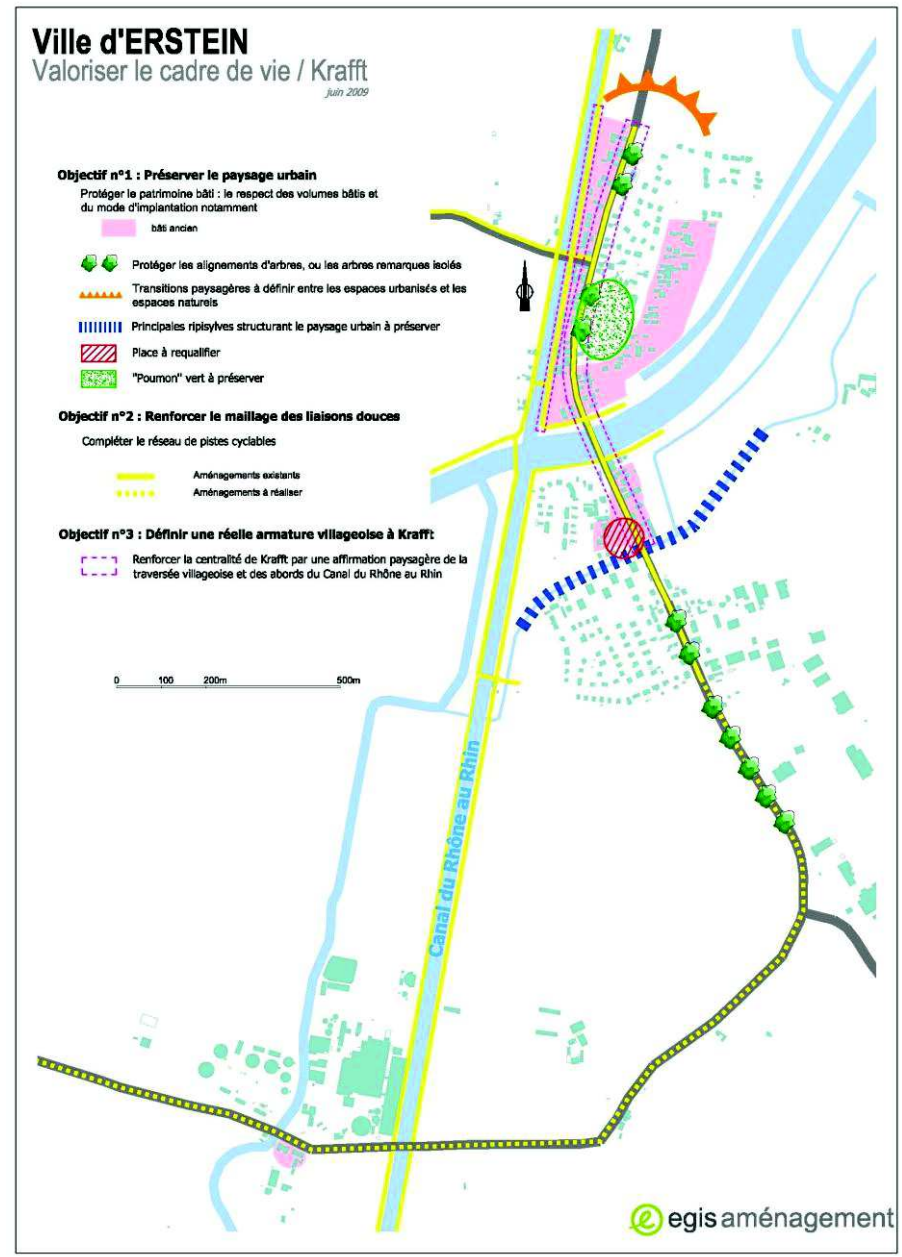 Ville d'ERSTEIN
Valoriser le cadre de vie / Krafft
juin 2009
Objectif n°1 : Préserver le paysage urbain
Protéger le patrimoine bâti : le respect des volumes bâtis et
du mode d'implantation notamment
bâti ancien
Protéger les alignements d'arbres, ou les arbres remarques isolés
Transitions paysagères à définir entre les espaces urbanisés et les
espaces naturels
Principales ripisylves structurant le paysage urbain à préserver
Place à requalifier
"Poumon" vert à préserver
Objectif n°2 : Renforcer le maillage des liaisons douces
Compléter le réseau de pistes cyclables
Aménagements existants
Aménagements à réaliser
Objectif n°3 : Définir une réelle armature villageoise à Krafft
Renforcer la centralité de Krafft par une affirmation paysagère de la
traversée villageoise et des abords du Canal du Rhône au Rhin
0 100 200m 500m
Canal du Rhône au Rhin
e egis aménagement